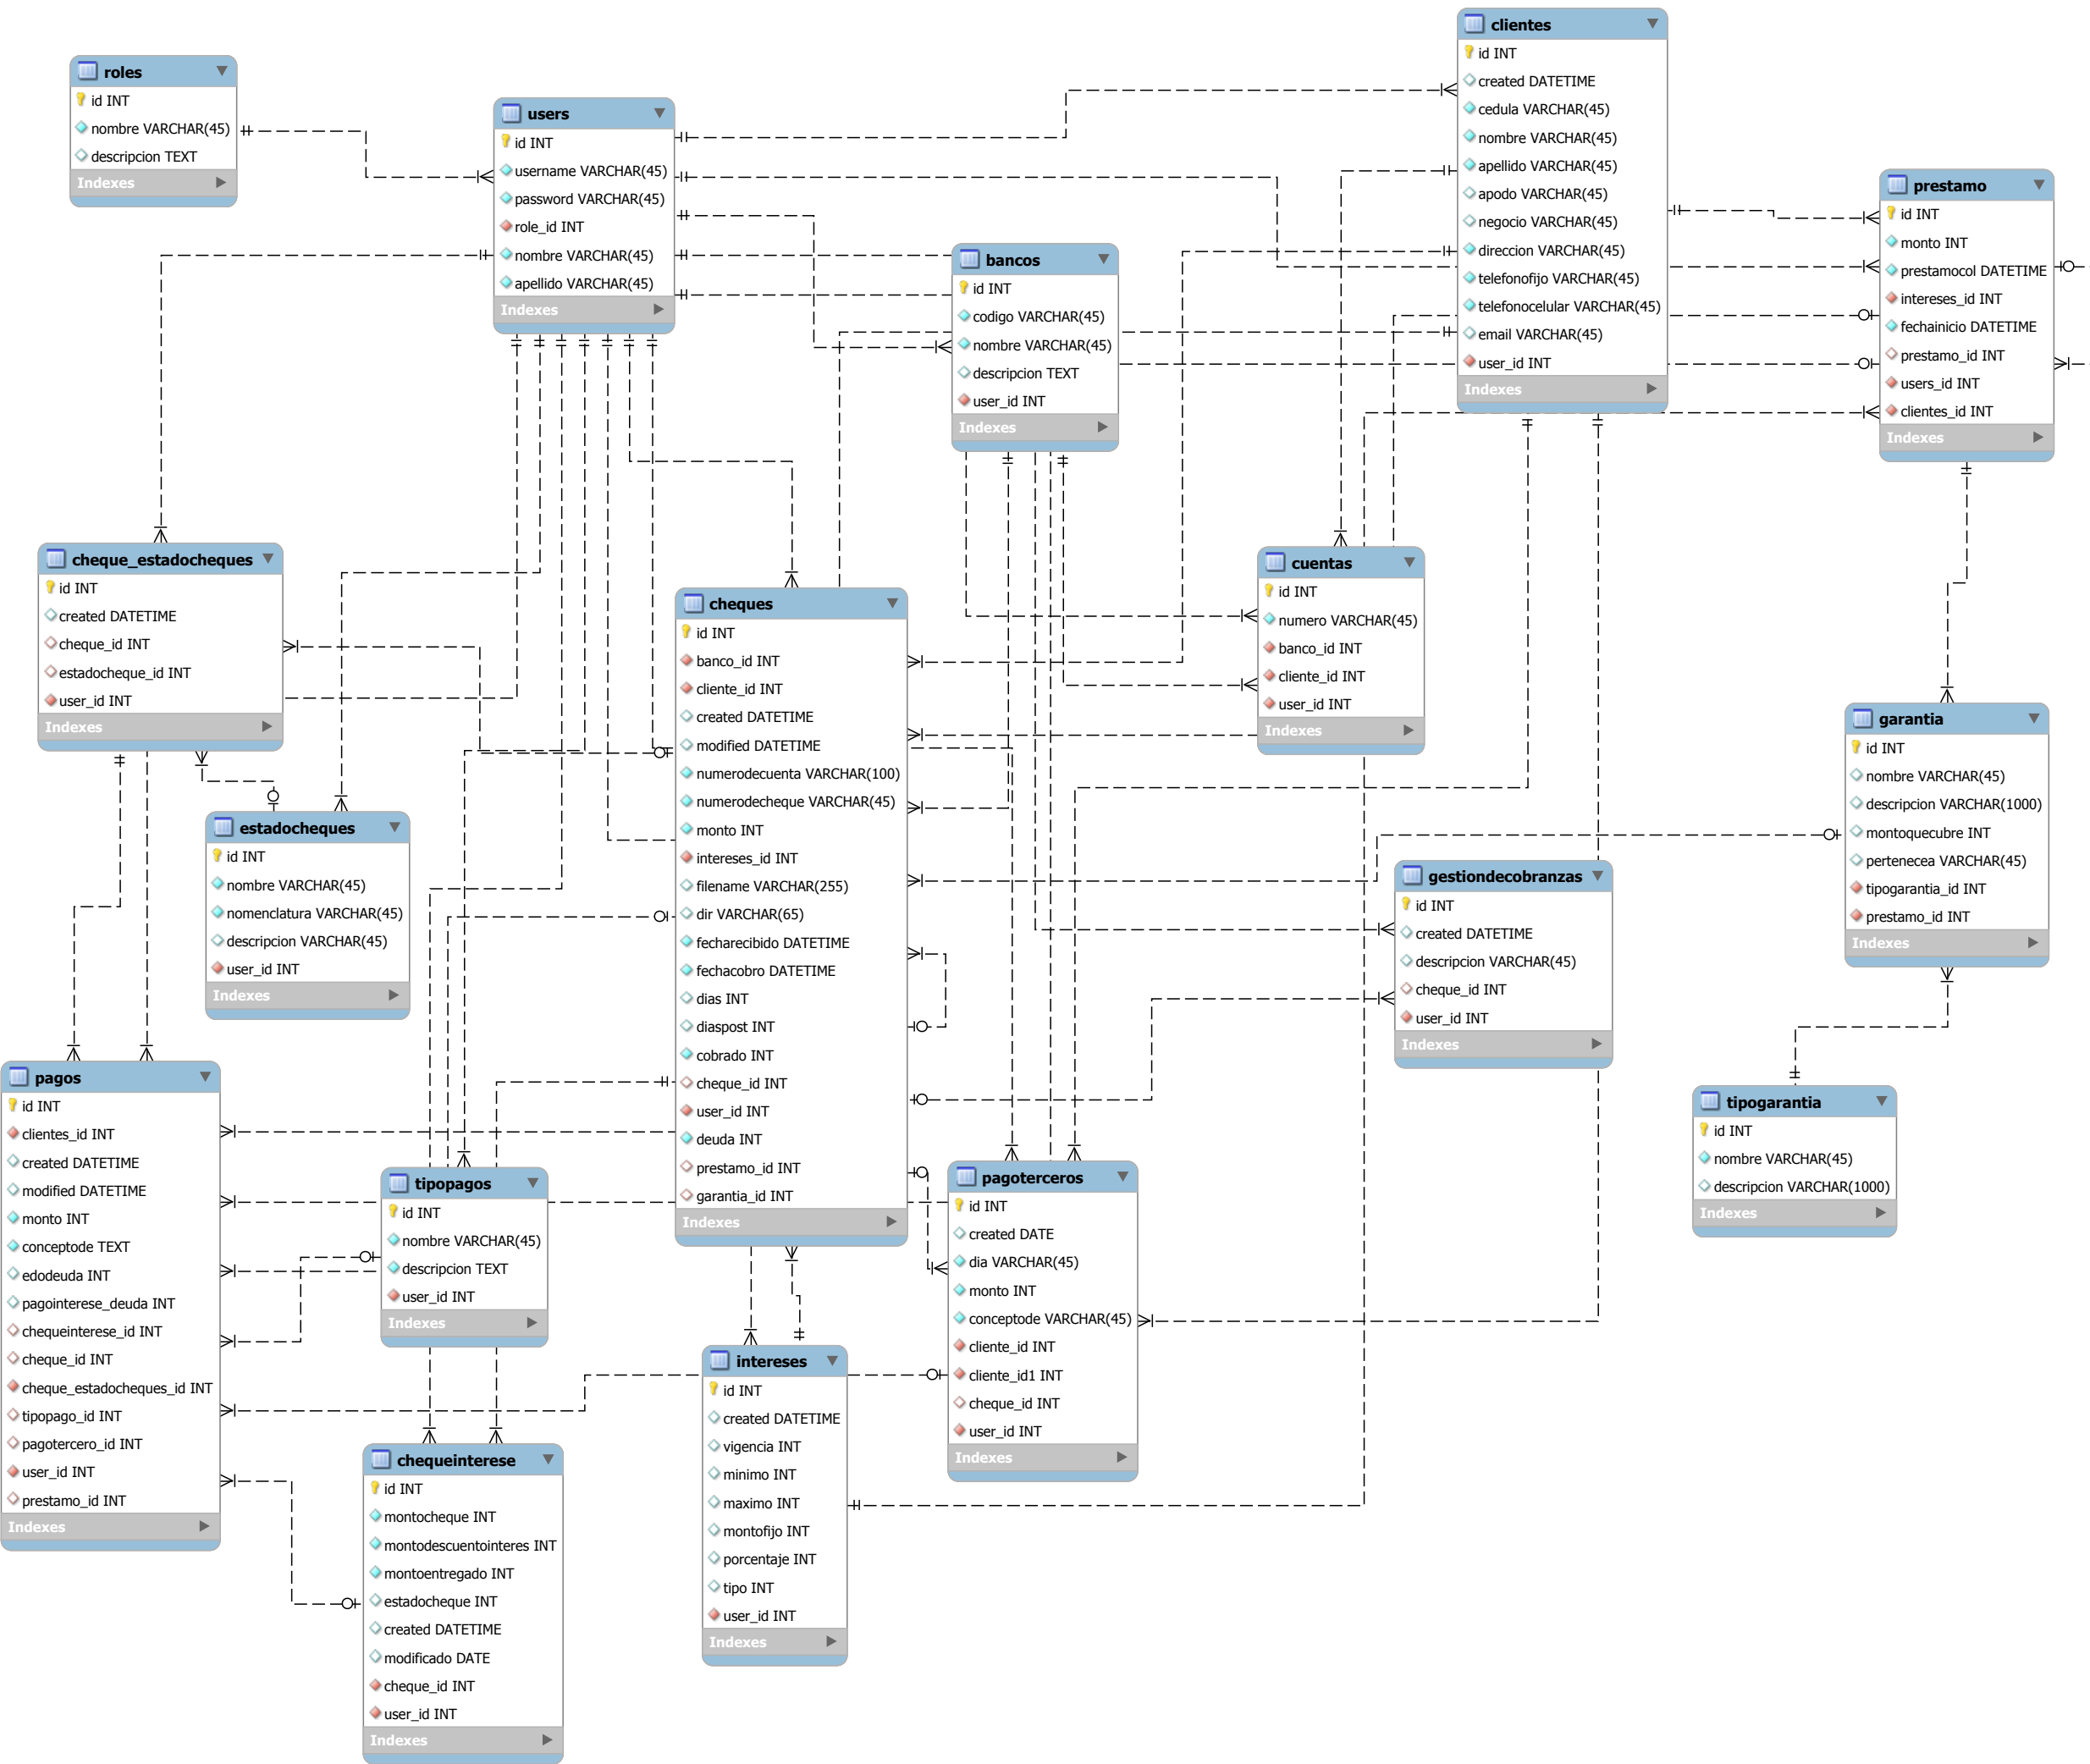 roles
id INT
nombre VARCHAR(45)
descripcion TEXT
Indexes
users
id INT
username VARCHAR(45)
password VARCHAR(45)
role_id INT
nombre VARCHAR(45)
apellido VARCHAR(45)
Indexes
clientes
id INT
created DATETIME
cedula VARCHAR(45)
nombre VARCHAR(45)
apellido VARCHAR(45)
apodo VARCHAR(45)
negocio VARCHAR(45)
direccion VARCHAR(45)
telefonofijo VARCHAR(45)
telefonocelular VARCHAR(45)
email VARCHAR(45)
user_id INT
Indexes
prestamo
id INT
monto INT
prestamocol DATETIME
intereses_id INT
fechainicio DATETIME
prestamo_id INT
users_id INT
clientes_id INT
Indexes
bancos
id INT
codigo VARCHAR(45)
nombre VARCHAR(45)
descripcion TEXT
user_id INT
Indexes
cheque_estadocheques
id INT
created DATETIME
cheque_id INT
estadocheque_id INT
user_id INT
Indexes
cheques
id INT
banco_id INT
cliente_id INT
created DATETIME
modified DATETIME
numerodecuenta VARCHAR(100)
numerodecheque VARCHAR(45)
monto INT
intereses_id INT
filename VARCHAR(255)
dir VARCHAR(65)
fecharecibido DATETIME
fechacobro DATETIME
dias INT
diaspost INT
cobrado INT
cheque_id INT
user_id INT
deuda INT
prestamo_id INT
garantia_id INT
Indexes
cuentas
id INT
numero VARCHAR(45)
banco_id INT
cliente_id INT
user_id INT
Indexes
garantia
id INT
nombre VARCHAR(45)
descripcion VARCHAR(1000)
montoquecubre INT
pertenecea VARCHAR(45)
tipogarantia_id INT
prestamo_id INT
Indexes
estadocheques
id INT
nombre VARCHAR(45)
nomenclatura VARCHAR(45)
descripcion VARCHAR(45)
user_id INT
Indexes
gestiondecobranzas
id INT
created DATETIME
descripcion VARCHAR(45)
cheque_id INT
user_id INT
Indexes
pagos
id INT
clientes_id INT
created DATETIME
modified DATETIME
monto INT
conceptode TEXT
edodeuda INT
pagointerese_deuda INT
chequeinterese_id INT
cheque_id INT
cheque_estadocheques_id INT
tipopago_id INT
pagotercero_id INT
user_id INT
prestamo_id INT
Indexes
tipogarantia
id INT
nombre VARCHAR(45)
descripcion VARCHAR(1000)
Indexes
tipopagos
id INT
nombre VARCHAR(45)
descripcion TEXT
user_id INT
Indexes
pagoterceros
id INT
created DATE
dia VARCHAR(45)
monto INT
conceptode VARCHAR(45)
cliente_id INT
cliente_id1 INT
cheque_id INT
user_id INT
Indexes
intereses
id INT
created DATETIME
vigencia INT
minimo INT
maximo INT
montofijo INT
porcentaje INT
tipo INT
user_id INT
Indexes
chequeinterese
id INT
montocheque INT
montodescuentointeres INT
montoentregado INT
estadocheque INT
created DATETIME
modificado DATE
cheque_id INT
user_id INT
Indexes